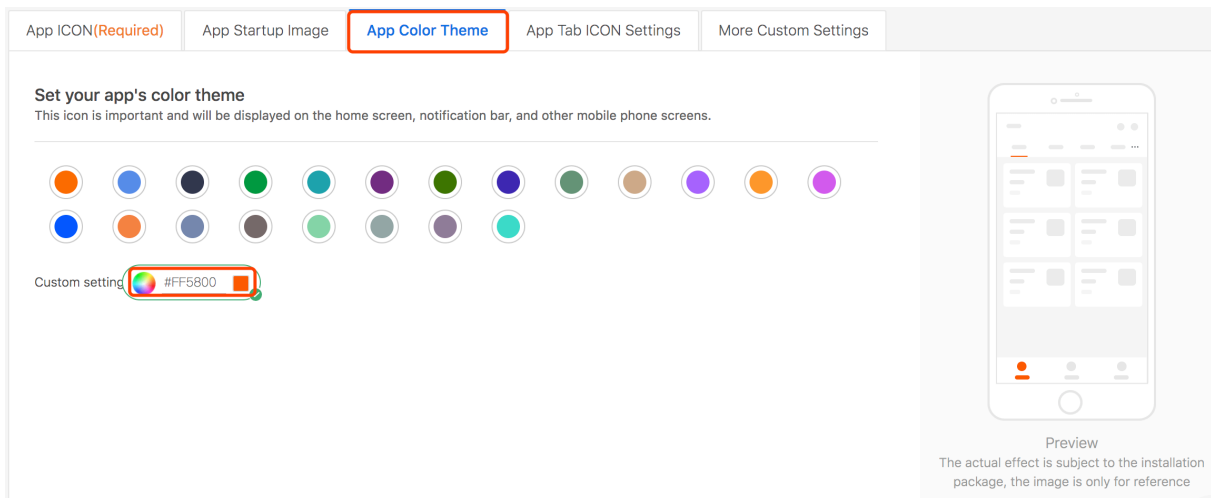 App ICON(Required) App Startup Image App Color Theme App Tab ICON Settings More Custom Settings
Set your app's color theme
This icon is important and will be displayed on the home screen, notification bar, and other mobile phone screens.
Custom setting #FF5800
Preview
The actual effect is subject to the installation
package, the image is only for reference